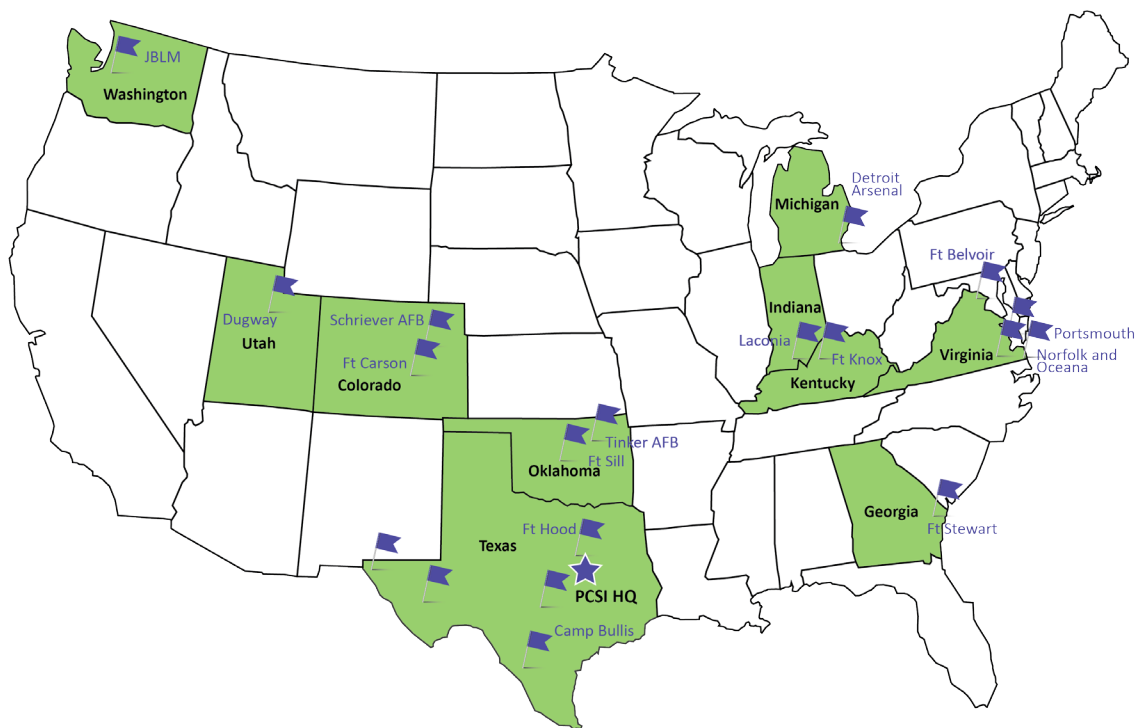 JBLM
Washington
Detroit
Arsenal
Michigan
Ft Belvoir
Dugway
Utah
Schriever AFB
Ft Carson
Colorado
Indiana
Laconia
Ft Knox
Kentucky
Virginia
Portsmouth
Norfolk and
Oceana
Tinker AFB
Ft Sill
Oklahoma
Georgia
Ft Stewart
Ft Hood
Texas
PCSI HQ
Camp Bullis